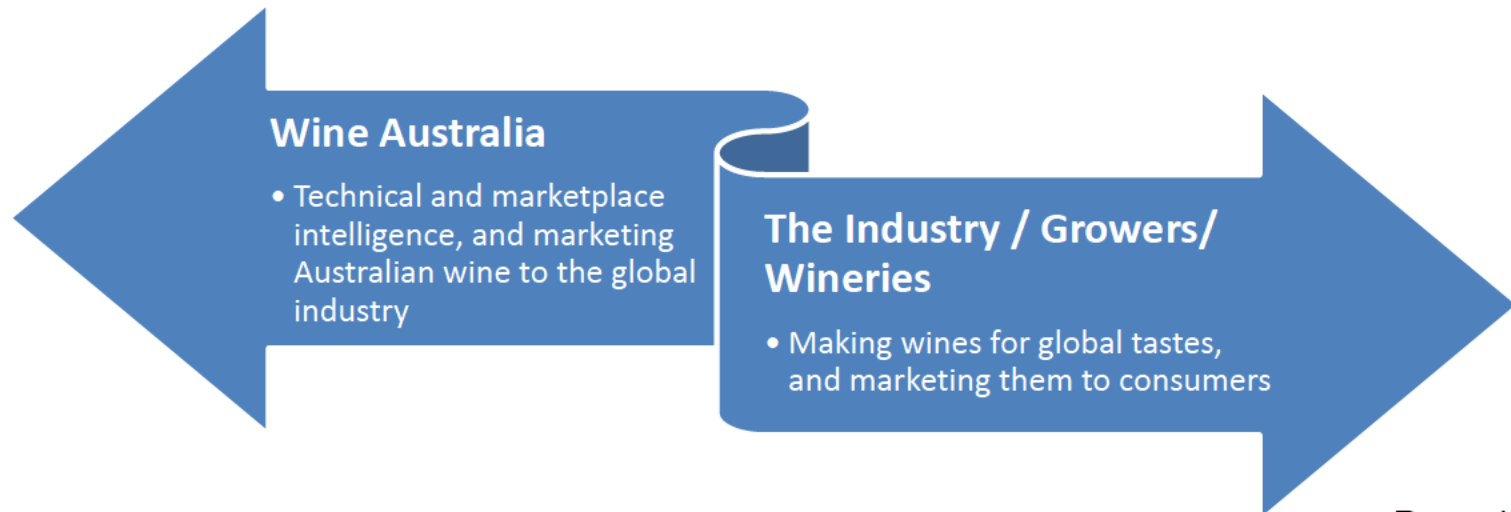 Wine Australia
• Technical and marketplace
intelligence, and marketing
Australian wine to the global
industry
The Industry / Growers/
Wineries
• Making wines for global tastes,
and marketing them to consumers